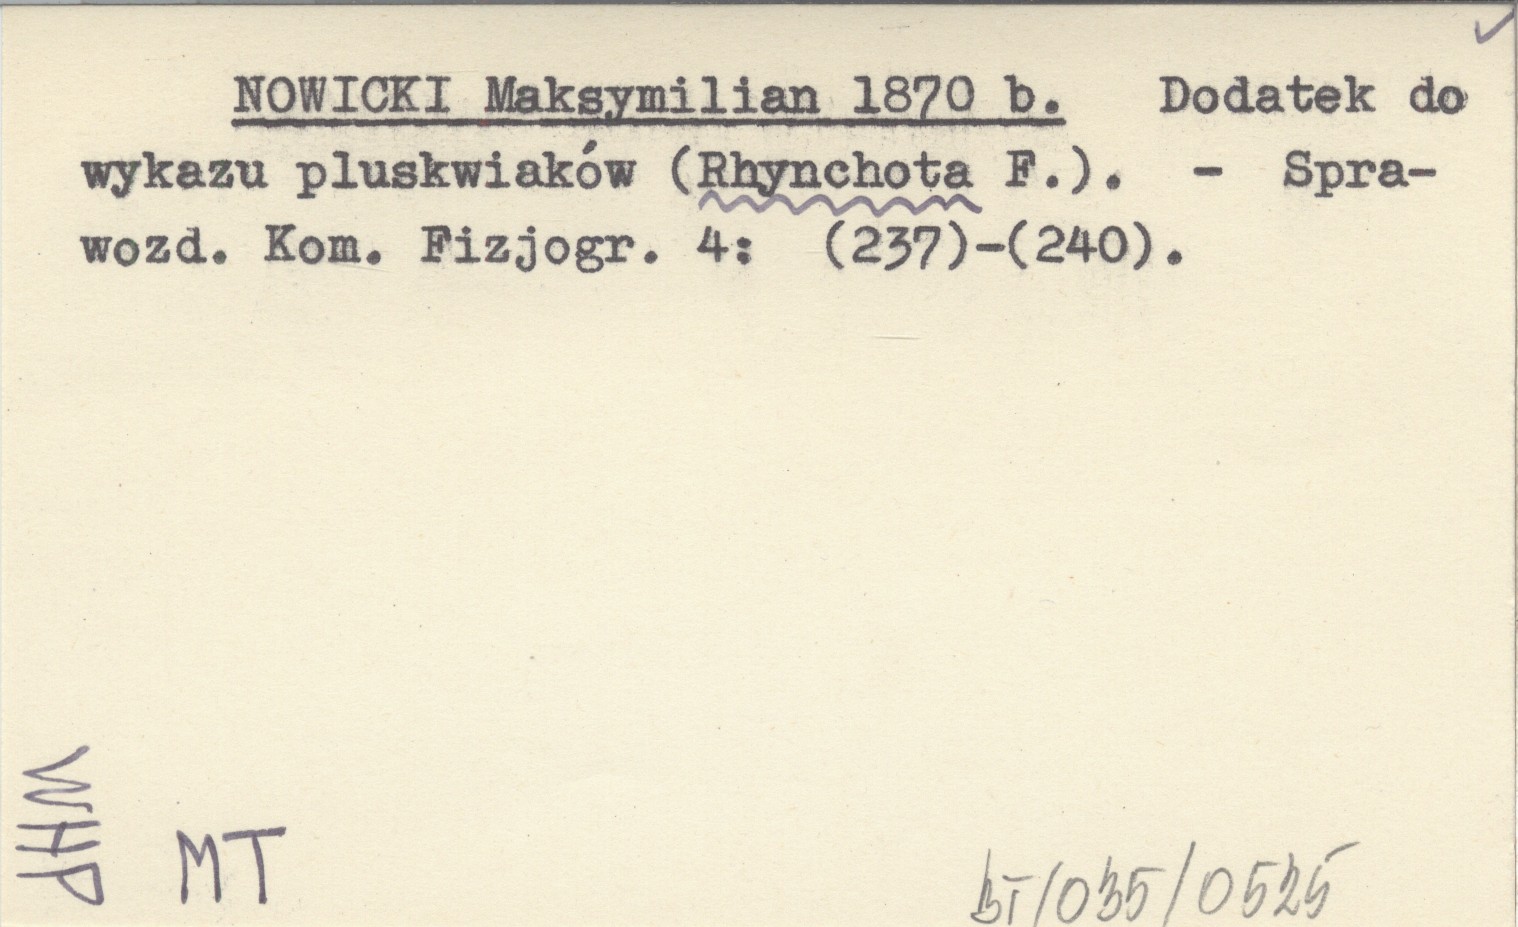 NOWICKI Maksymilian 1870 b. Dodatek do
wykazu pluskwiaków (Rhynchota F.). - Spra-
wozd. Kom. Fizjogr. 4: (237)-(240).
WHP
MT
BI/035/0525